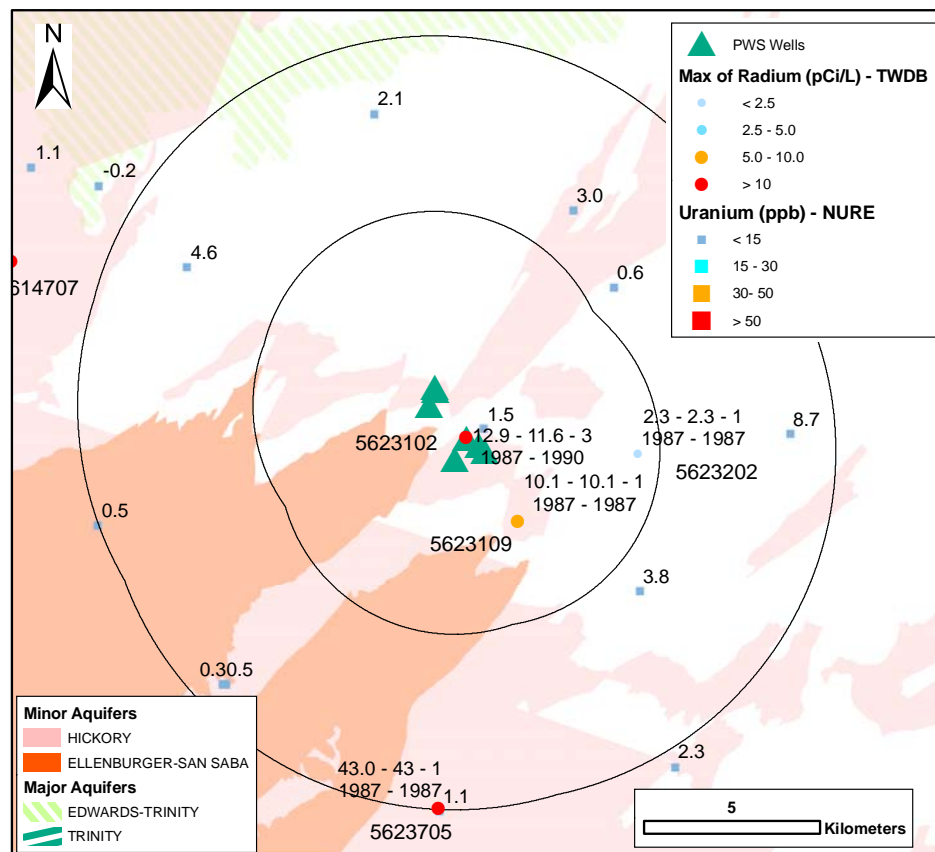 N
2.1
1.1
-0.2
3.0
4.6
0.6
614707
1.5
5623102
12.9 - 11.6 - 3
1987 - 1990
2.3 - 2.3 - 1
1987 - 1987
8.7
5623202
10.1 - 10.1 - 1
1987 - 1987
0.5
5623109
3.8
0.30.5
2.3
43.0 - 43 - 1
1987 - 1987
1.1
5623705
PWS Wells
Max of Radium (pCi/L) - TWDB
< 2.5
2.5 - 5.0
5.0 - 10.0
> 10
Uranium (ppb) - NURE
< 15
15 - 30
30- 50
> 50
Minor Aquifers
HICKORY
ELLENBURGER-SAN SABA
Major Aquifers
EDWARDS-TRINITY
TRINITY
5
Kilometers